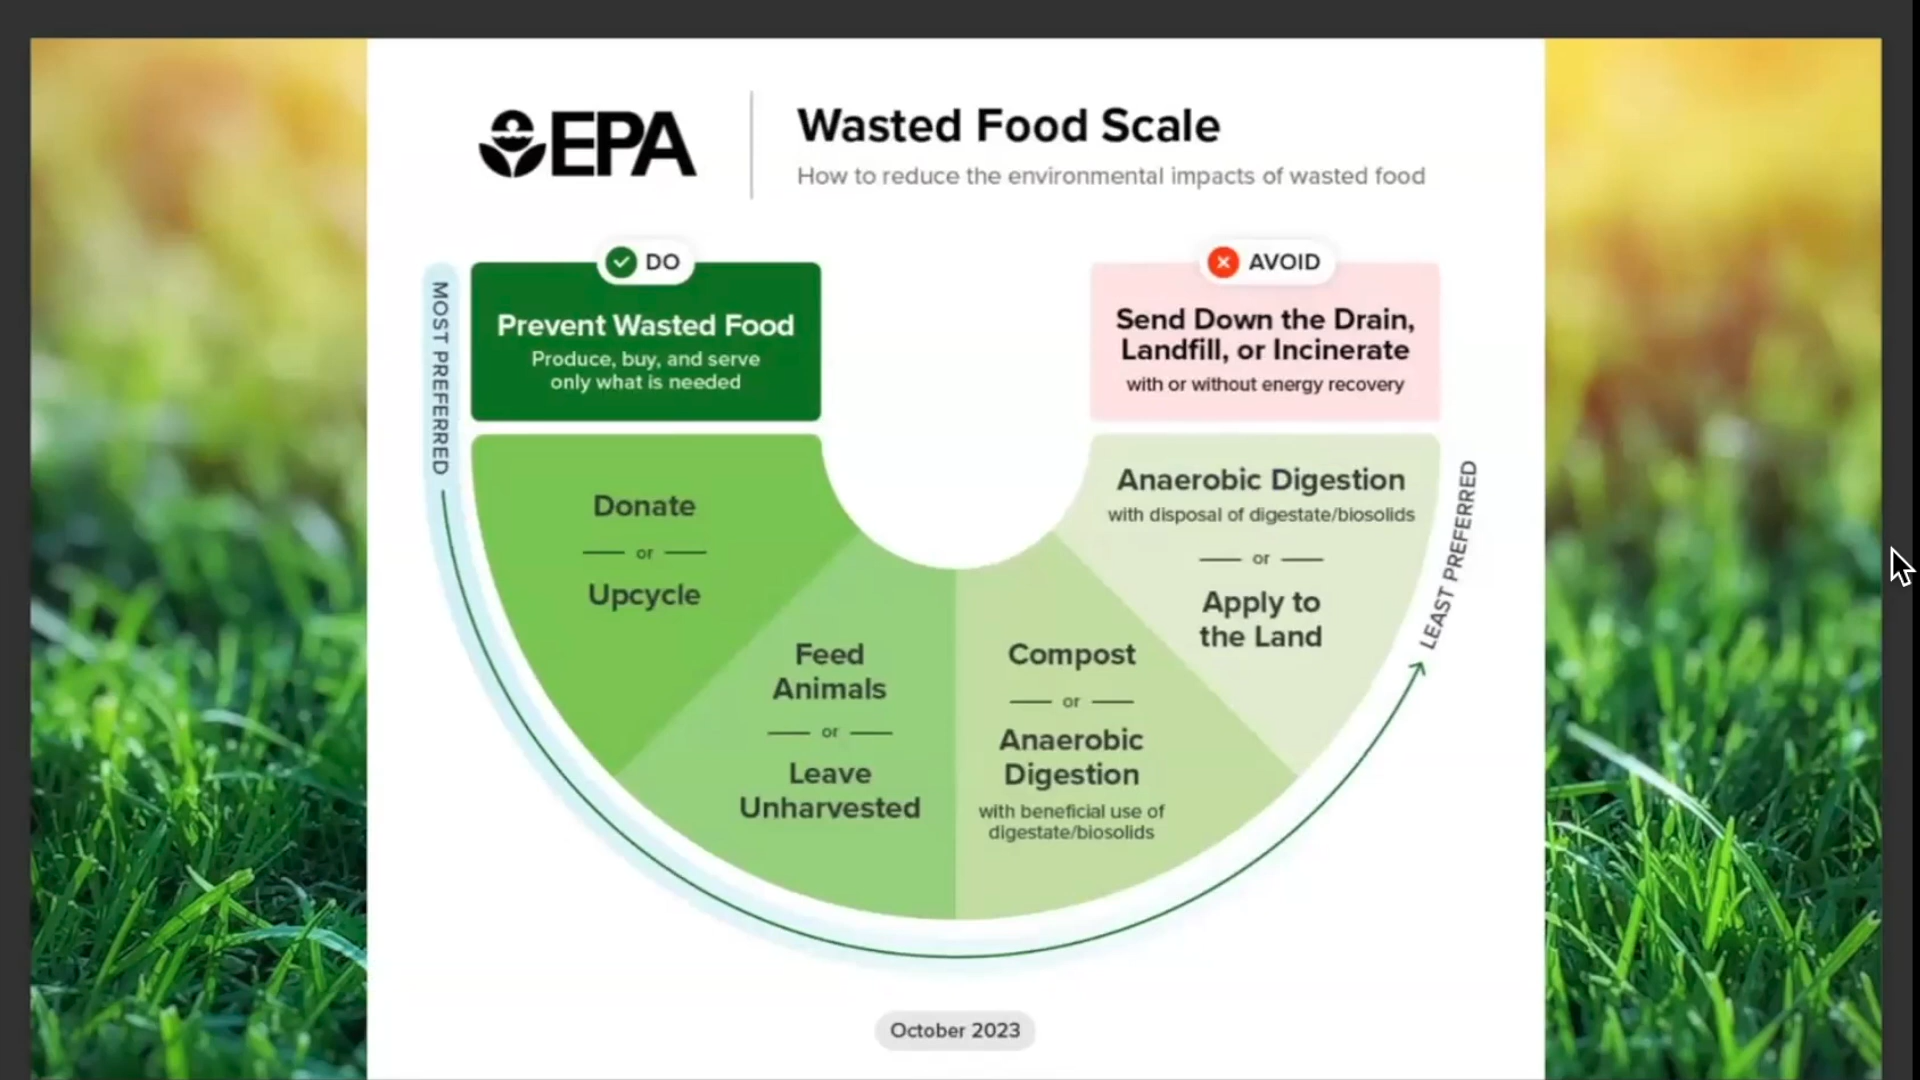 EPA
Wasted Food Scale
How to reduce the environmental impacts of wasted food
DO
AVOID
MOST PREFERRED
Prevent Wasted Food
Produce, buy, and serve
only what is needed
Send Down the Drain,
Landfill, or Incinerate
with or without energy recovery
Donate
or
Upcycle
Feed
Animals
or
Leave
Unharvested
Compost
or
Anaerobic
Digestion
with beneficial use of
digestate/biosolids
Anaerobic Digestion
with disposal of digestate/biosolids
or
Apply to
the Land
LEAST PREFERRED
October 2023